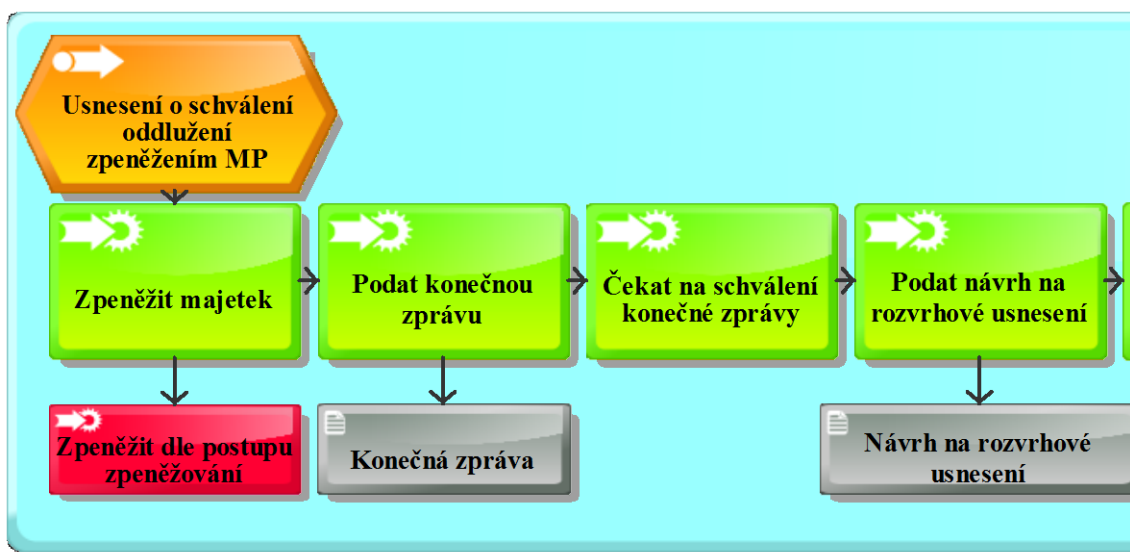 Usnesení o schválení
oddlužení
zpeněžením MP
Zpeněžit majetek
Podat konečnou
zprávu
Čekat na schválení
konečné zprávy
Podat návrh na
rozvrhové usnesení
Zpeněžit dle postupu
zpeněžování
Konečná zpráva
Návrh na rozvrhové
usnesení